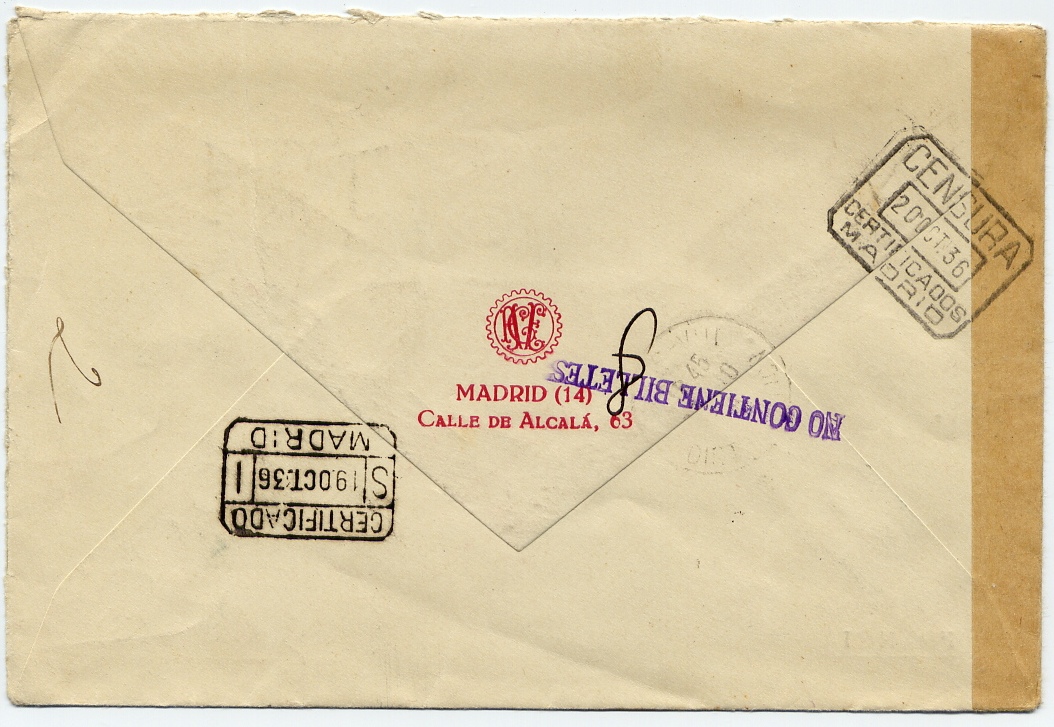 CENSURA
20 OCT. 36
CERTIFICADOS
MADRID
MADRID (14)
CALLE DE ALCALÁ, 63
NO CONTIENE BILLETES
MADRID
S 19.OCT.36 1
CERTIFICADO